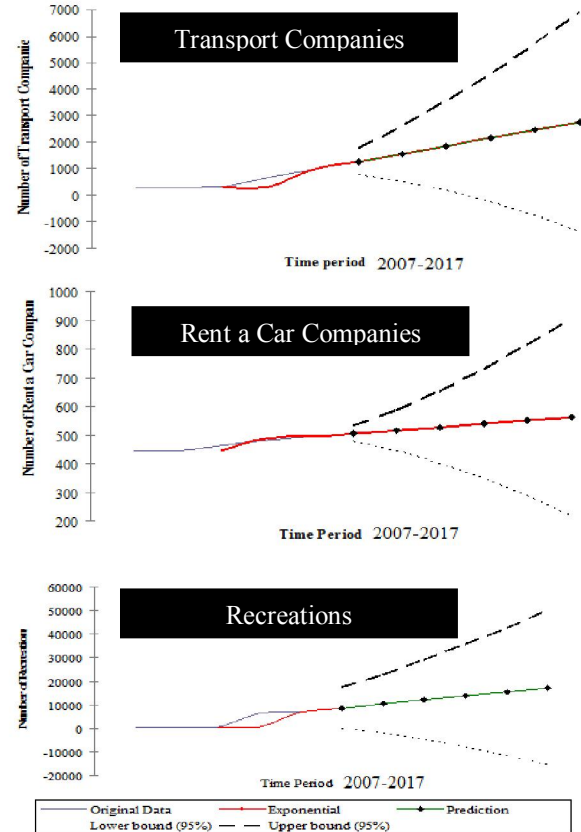 Transport Companies
Number of Transport Companie
7000
6000
5000
4000
3000
2000
1000
0
-1000
-2000
Time period 2007-2017
Rent a Car Companies
Number of Rent a Car Compan
1000
900
800
700
600
500
400
300
200
Time Period 2007-2017
Recreations
Number of Recreation
60000
50000
40000
30000
20000
10000
0
-10000
-20000
Time Period 2007-2017
Original Data Exponential Prediction
Lower bound (95%) Upper bound (95%)